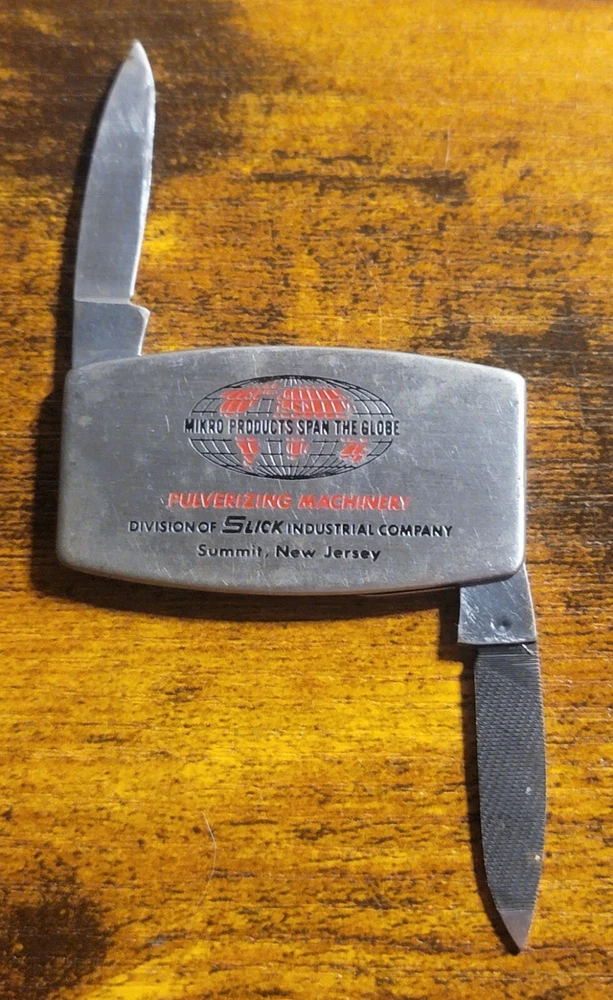 MIKRO PRODUCTS SPAN THE GLOBE
PULVERIZING MACHINERY
DIVISION OF SLICK INDUSTRIAL COMPANY
Summit, New Jersey